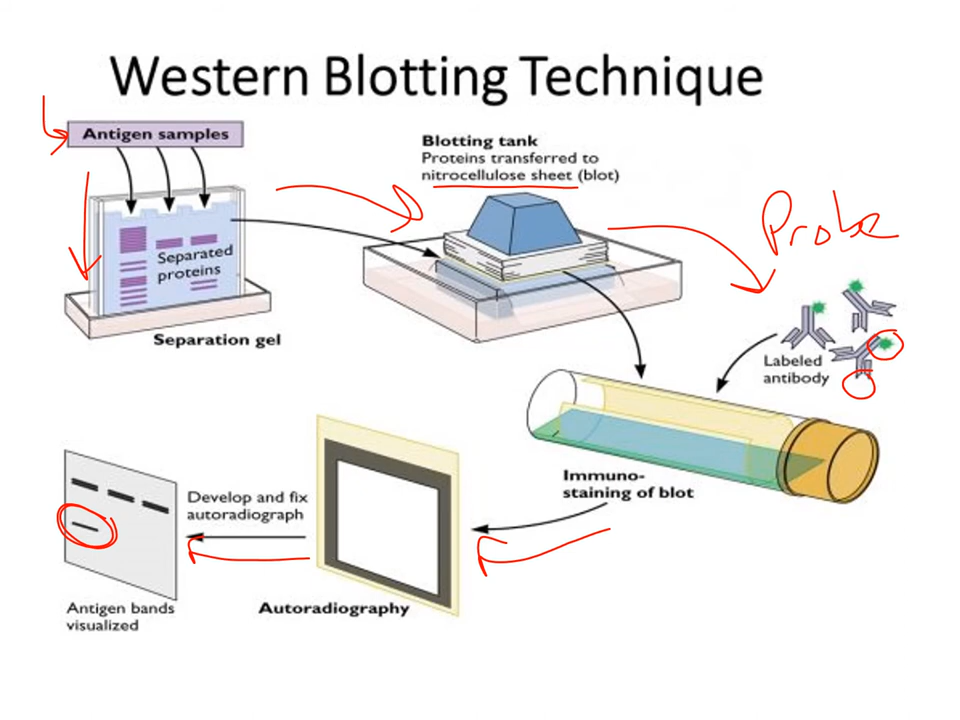 Western Blotting Technique
Antigen samples
Blotting tank
Proteins transferred to
nitrocellulose sheet (blot)
Probe
Separated
proteins
Separation gel
Labeled
antibody
Immuno-
staining of blot
Develop and fix
autoradiograph
Antigen bands
visualized
Autoradiography